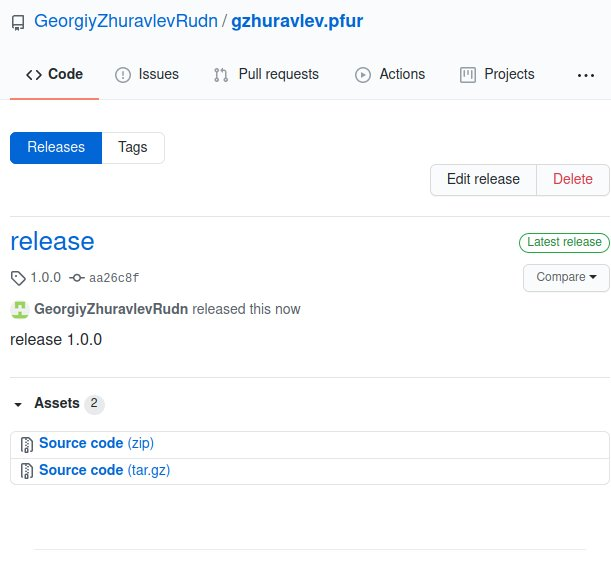 GeorgiyZhuravlevRudn / gzhuravlev.pfur
Code Issues Pull requests Actions Projects ...
Releases Tags
Edit release Delete
release Latest release
1.0.0 aa26c8f Compare
GeorgiyZhuravlevRudn released this now
release 1.0.0
Assets 2
Source code (zip)
Source code (tar.gz)